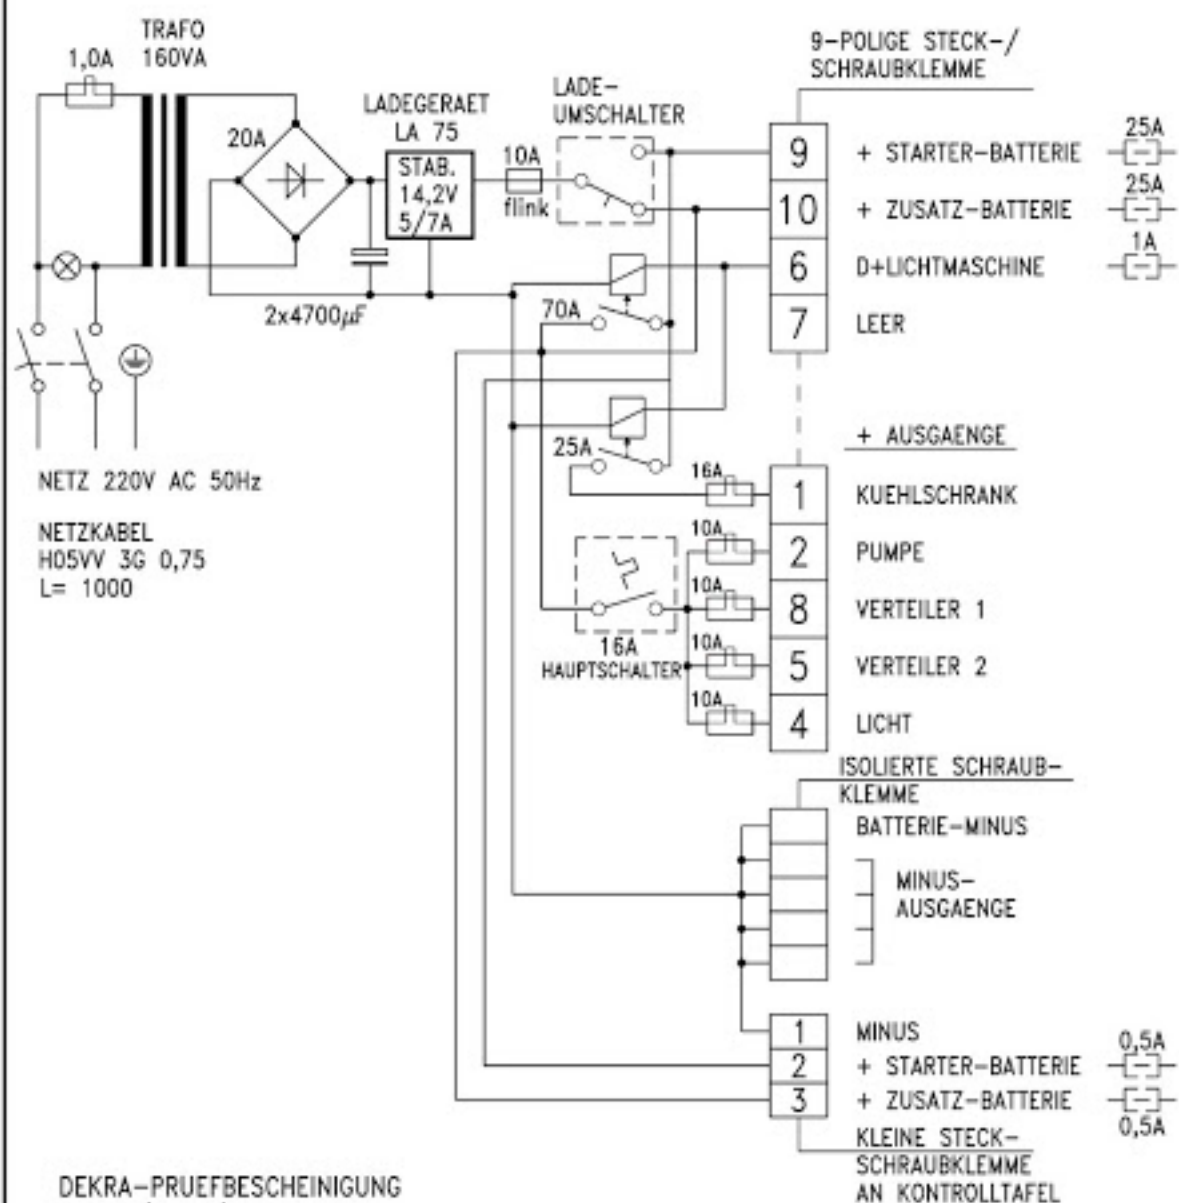 TRAFO
160VA
1,0A
20A
LADEGERAET
LA 75
STAB.
14,2V
5/7A
10A
flink
LADE-
UMSCHALTER
2x4700µF
70A
25A
NETZ 220V AC 50Hz
NETZKABEL
H05VV 3G 0,75
L= 1000
16A
HAUPTSCHALTER
9-POLIGE STECK-/
SCHRAUBKLEMME
9 + STARTER-BATTERIE 25A
10 + ZUSATZ-BATTERIE 25A
6 D+LICHTMASCHINE 1A
7 LEER
+ AUSGAENGE
16A 1 KUEHLSCHRANK
10A 2 PUMPE
10A 8 VERTEILER 1
10A 5 VERTEILER 2
10A 4 LICHT
ISOLIERTE SCHRAUB-
KLEMME
BATTERIE-MINUS
MINUS-
AUSGAENGE
1 MINUS
2 + STARTER-BATTERIE 0,5A
3 + ZUSATZ-BATTERIE 0,5A
KLEINE STECK-
SCHRAUBKLEMME
AN KONTROLLTAFEL
DEKRA-PRUEFBESCHEINIGUNG